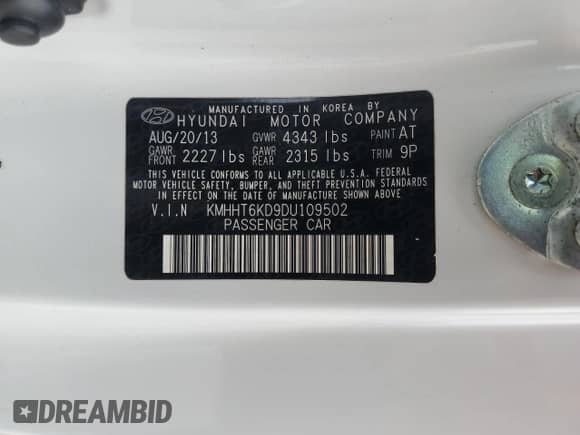 MANUFACTURED IN KOREA BY
HYUNDAI MOTOR COMPANY
AUG/20/13 GVWR 4343 lbs PAINT AT
GAWR FRONT 2227 lbs GAWR REAR 2315 lbs TRIM 9P
THIS VEHICLE CONFORMS TO ALL APPLICABLE U.S.A. FEDERAL
MOTOR VEHICLE SAFETY, BUMPER, AND THEFT PREVENTION STANDARDS
IN EFFECT ON THE DATE OF MANUFACTURE SHOWN ABOVE
V.I.N KMHHT6KD9DU109502
PASSENGER CAR
DREAMBID